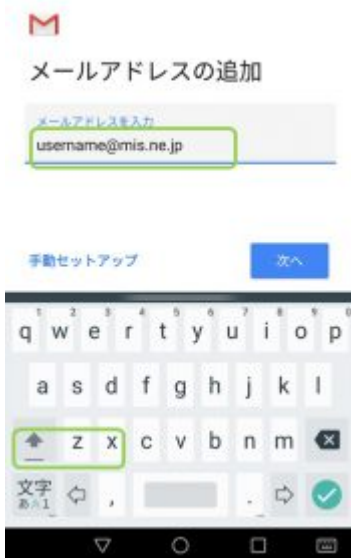 メールアドレスの追加
メールアドレスを入力
username@mis.ne.jp
手動セットアップ
次へ
1 2 3 4 5 6 7 8 9 0
q w e r t y u i o p
a s d f g h j k l
z x c v b n m
文字
あA1
, .